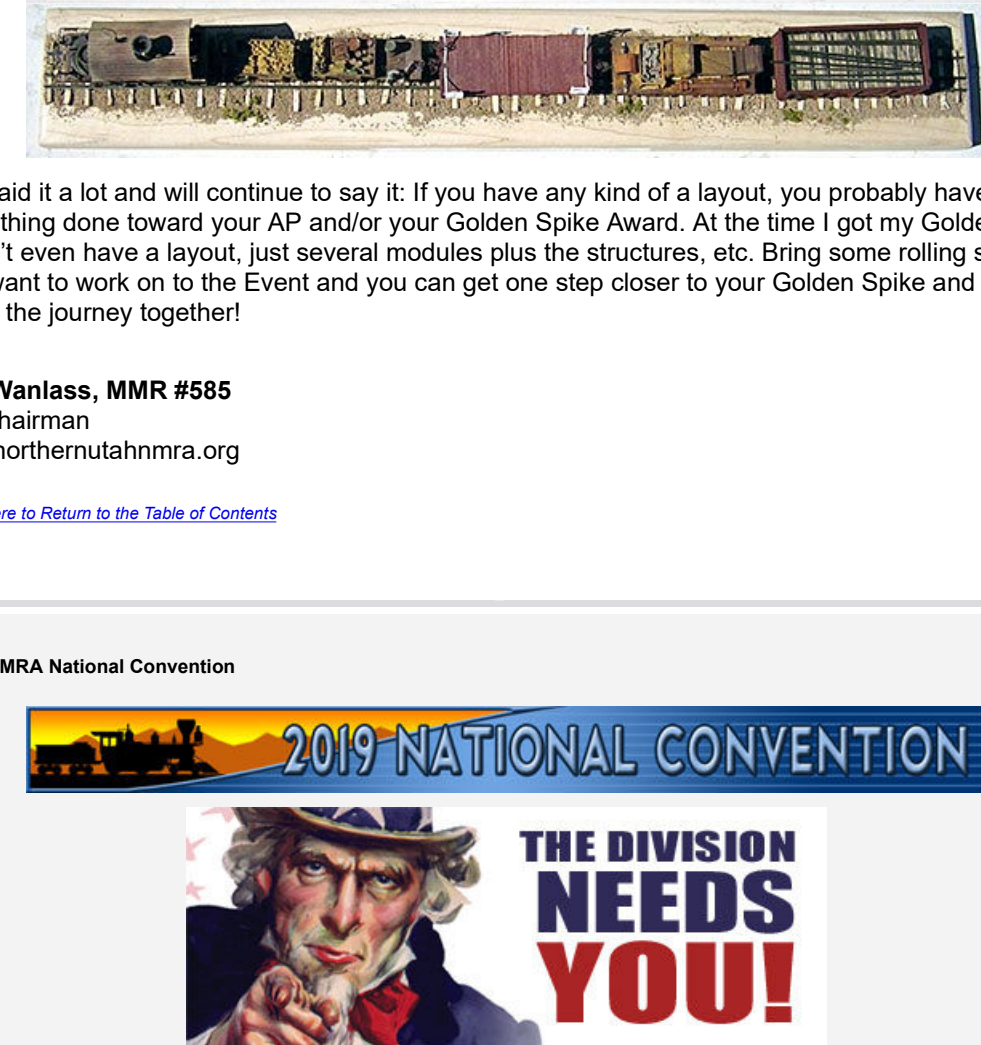 aid it a lot and will continue to say it: If you have any kind of a layout, you probably have
thing done toward your AP and/or your Golden Spike Award. At the time I got my Golde
't even have a layout, just several modules plus the structures, etc. Bring some rolling s
vant to work on to the Event and you can get one step closer to your Golden Spike and
the journey together!
Wanlass, MMR #585
hairman
northernutahnmra.org
ere to Return to the Table of Contents
MRA National Convention
2019 NATIONAL CONVENTION
THE DIVISION
NEEDS
YOU!